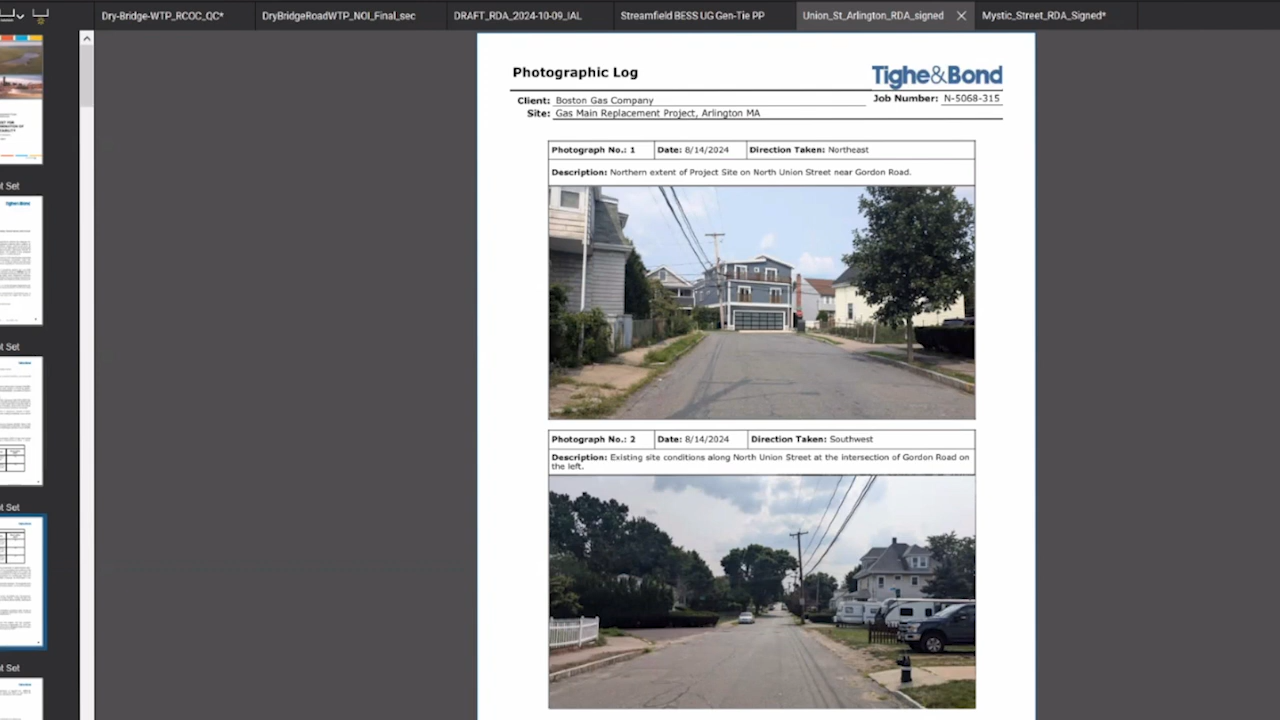 Dry-Bridge-WTP_RCOC_QC*
DryBridgeRoadWTP_NOI_Final_sec
DRAFT_RDA_2024-10-09_IAL
Streamfield BESS UG Gen-Tie PP
Union_St_Arlington_RDA_signed
Mystic_Street_RDA_Signed*
Photographic Log
Tighe&Bond
Client: Boston Gas Company
Job Number: N-5068-315
Site: Gas Main Replacement Project, Arlington MA
Photograph No.: 1 Date: 8/14/2024 Direction Taken: Northeast
Description: Northern extent of Project Site on North Union Street near Gordon Road.
Photograph No.: 2 Date: 8/14/2024 Direction Taken: Southwest
Description: Existing site conditions along North Union Street at the intersection of Gordon Road on
the left.
t Set
t Set
t Set
t Set